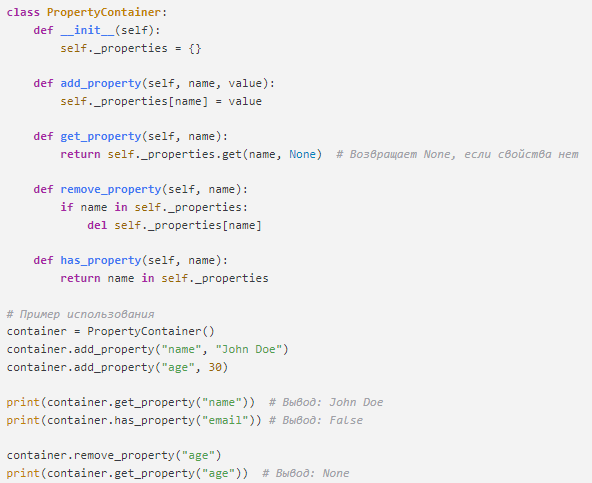 class PropertyContainer:
    def __init__(self):
        self._properties = {}

    def add_property(self, name, value):
        self._properties[name] = value

    def get_property(self, name):
        return self._properties.get(name, None)  # Возвращает None, если свойства нет

    def remove_property(self, name):
        if name in self._properties:
            del self._properties[name]

    def has_property(self, name):
        return name in self._properties

# Пример использования
container = PropertyContainer()
container.add_property("name", "John Doe")
container.add_property("age", 30)

print(container.get_property("name"))  # Вывод: John Doe
print(container.has_property("email")) # Вывод: False

container.remove_property("age")
print(container.get_property("age"))  # Вывод: None